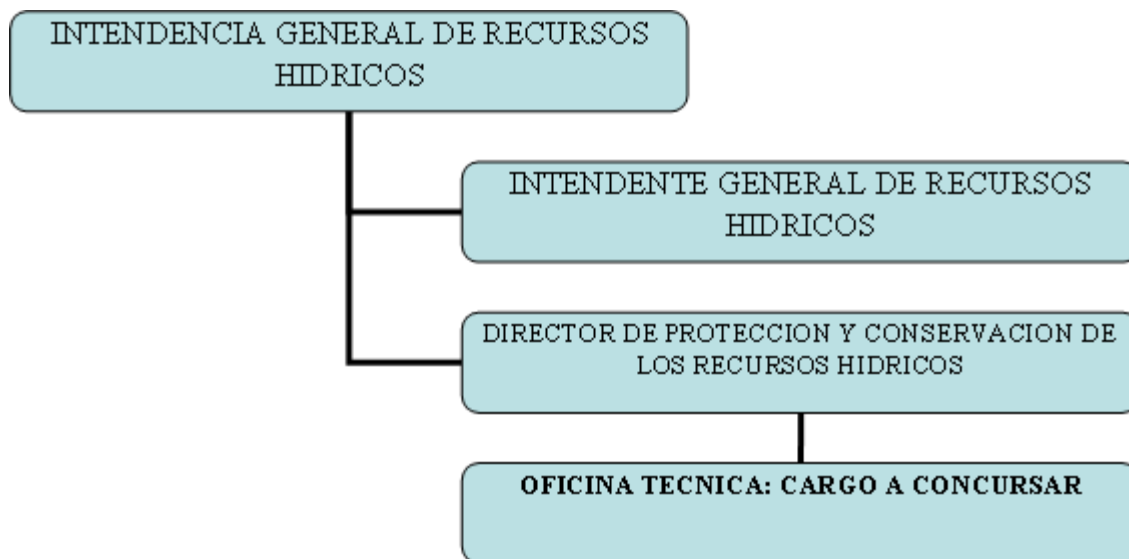 INTENDENCIA GENERAL DE RECURSOS
HIDRICOS
INTENDENTE GENERAL DE RECURSOS
HIDRICOS
DIRECTOR DE PROTECCION Y CONSERVACION DE
LOS RECURSOS HIDRICOS
OFICINA TECNICA: CARGO A CONCURSAR